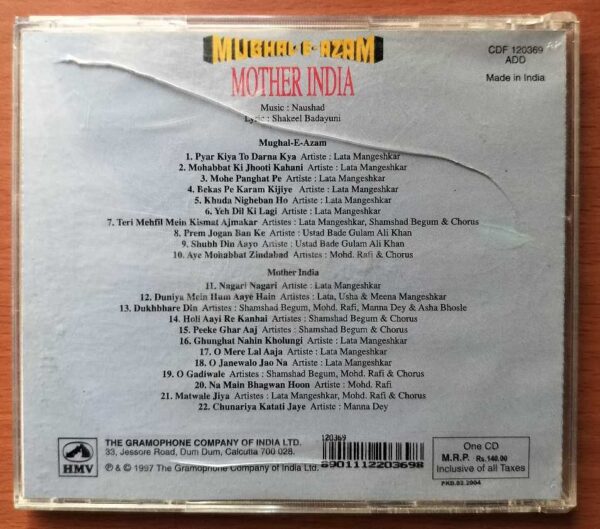 MUGHAL-E-AZAM
MOTHER INDIA
CDF 120369
ADD
Made in India
Music : Naushad
Lyric : Shakeel Badayuni
Mughal-E-Azam
1. Pyar Kiya To Darna Kya Artiste : Lata Mangeshkar
2. Mohabbat Ki Jhooti Kahani Artiste : Lata Mangeshkar
3. Mohe Panghat Pe Artiste : Lata Mangeshkar
4. Bekas Pe Karam Kijiye Artiste : Lata Mangeshkar
5. Khuda Nigheban Ho Artiste : Lata Mangeshkar
6. Yeh Dil Ki Lagi Artiste : Lata Mangeshkar
7. Teri Mehfil Mein Kismat Ajmakar Artistes : Lata Mangeshkar, Shamshad Begum & Chorus
8. Prem Jogan Ban Ke Artiste : Ustad Bade Gulam Ali Khan
9. Shubh Din Aayo Artiste : Ustad Bade Gulam Ali Khan
10. Aye Mohabbat Zindabad Artistes : Mohd. Rafi & Chorus
Mother India
11. Nagari Nagari Artiste : Lata Mangeshkar
12. Duniya Mein Hum Aaye Hain Artistes : Lata, Usha & Meena Mangeshkar
13. Dukhbhare Din Artistes : Shamshad Begum, Mohd. Rafi, Manna Dey & Asha Bhosle
14. Holi Aayi Re Kanhai Artistes : Shamshad Begum & Chorus
15. Peeke Ghar Aaj Artistes : Shamshad Begum & Chorus
16. Ghunghat Nahin Kholungi Artiste : Lata Mangeshkar
17. O Mere Lal Aaja Artiste : Lata Mangeshkar
18. O Janewalo Jao Na Artiste : Lata Mangeshkar
19. O Gadiwale Artistes : Shamshad Begum, Mohd. Rafi & Chorus
20. Na Main Bhagwan Hoon Artiste : Mohd. Rafi
21. Matwale Jiya Artistes : Lata Mangeshkar, Mohd. Rafi & Chorus
22. Chunariya Katati Jaye Artiste : Manna Dey
HMV
THE GRAMOPHONE COMPANY OF INDIA LTD.
33, Jessore Road, Dum Dum, Calcutta 700 028.
℗ & © 1997 The Gramophone Company of India Ltd.
120369
8901112203698
One CD
M.R.P. Rs.140.00
Inclusive of all Taxes
PKD.02.2004